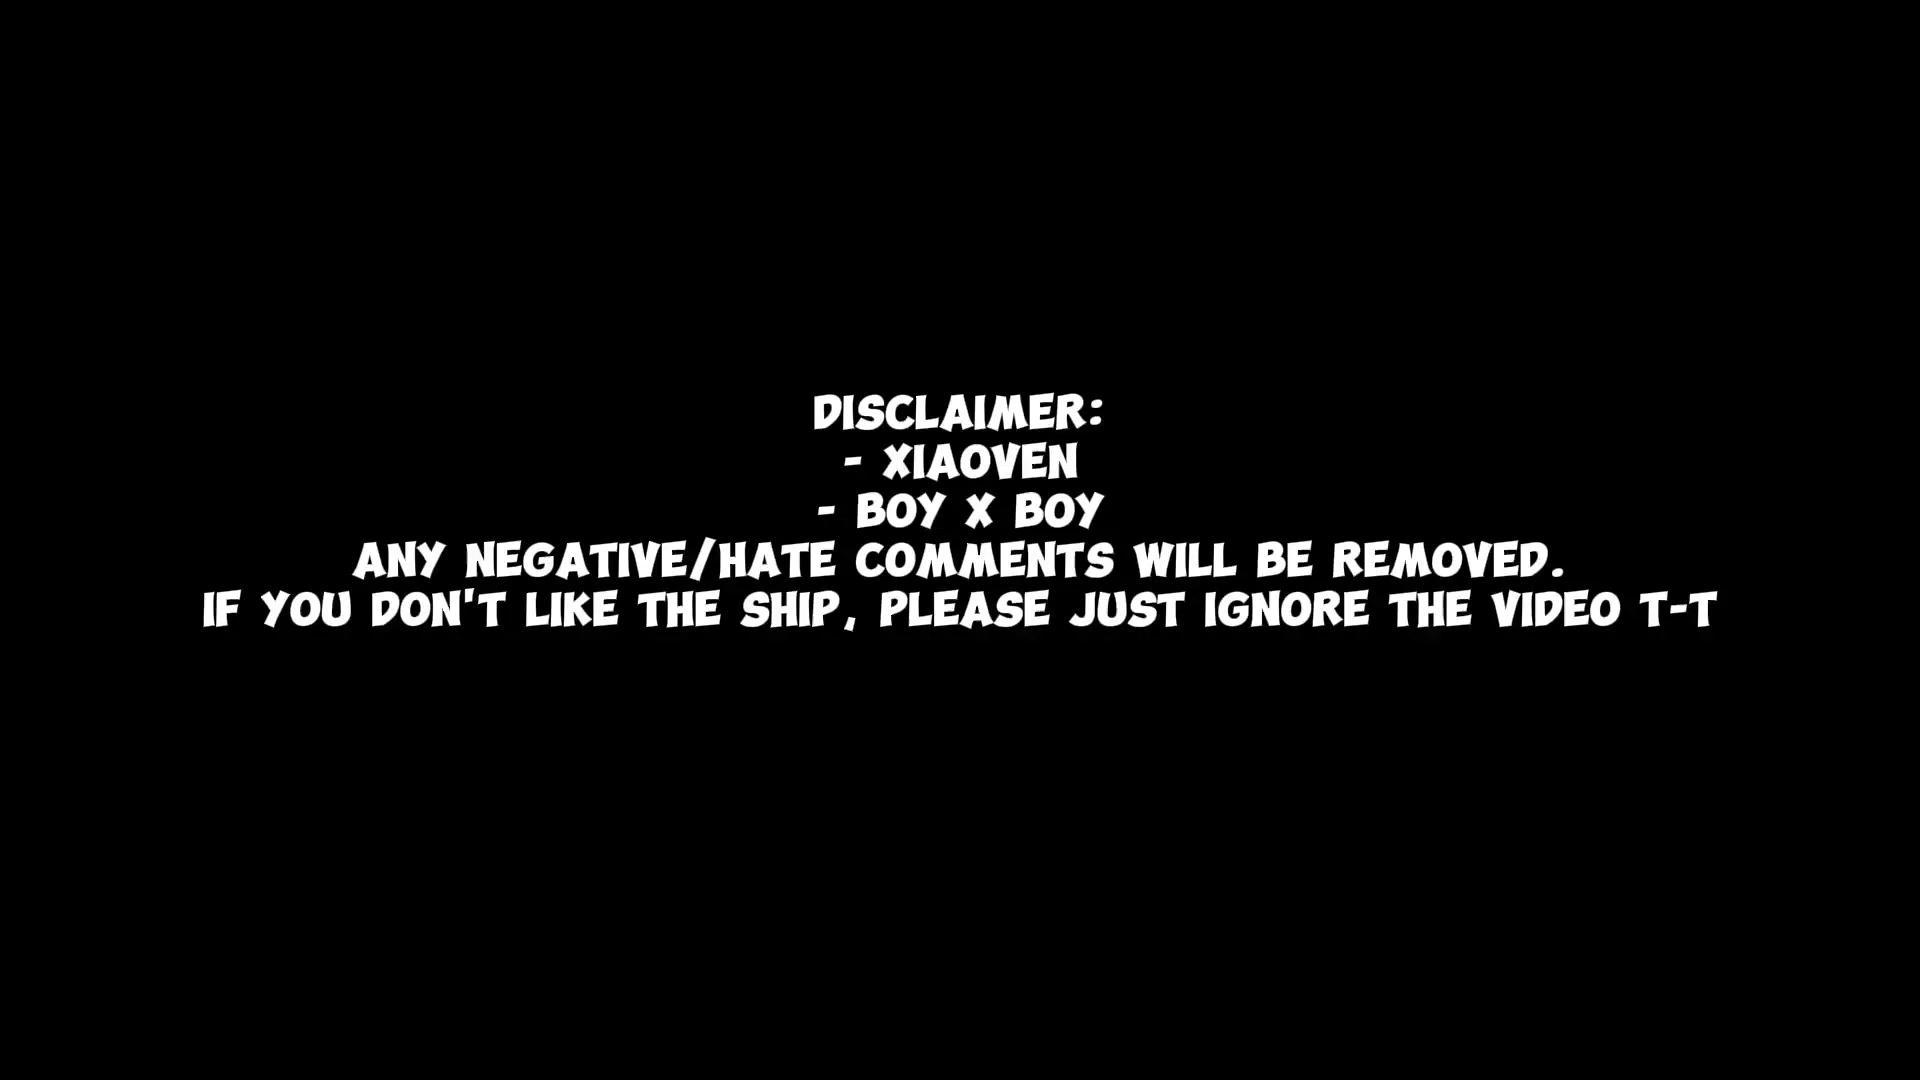 DISCLAIMER:
- XIAOVEN
- BOY X BOY
ANY NEGATIVE/HATE COMMENTS WILL BE REMOVED.
IF YOU DON'T LIKE THE SHIP, PLEASE JUST IGNORE THE VIDEO T-T